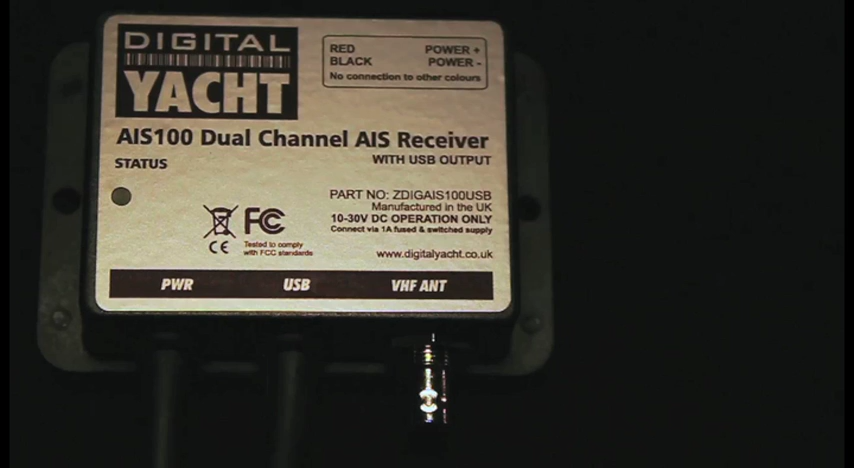 DIGITAL
YACHT
RED POWER +
BLACK POWER -
No connection to other colours
AIS100 Dual Channel AIS Receiver
WITH USB OUTPUT
STATUS
PART NO: ZDIGAIS100USB
Manufactured in the UK
10-30V DC OPERATION ONLY
Connect via 1A fused & switched supply
FC
CE
Tested to comply
with FCC standards
www.digitalyacht.co.uk
PWR USB VHF ANT